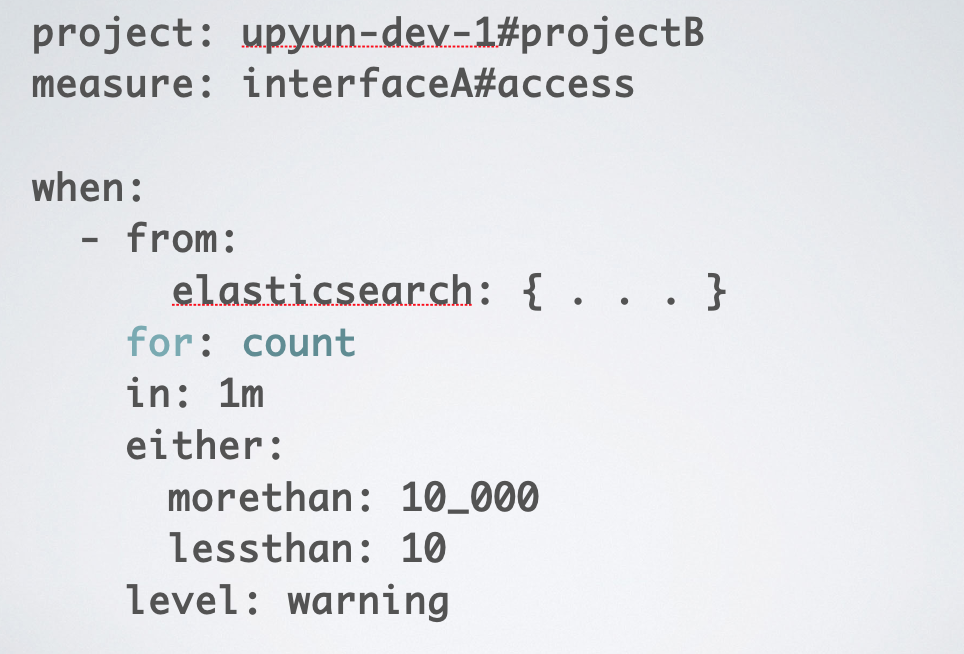 project: upyun-dev-1#projectB
measure: interfaceA#access
when:
- from:
elasticsearch: { . . . }
for: count
in: 1m
either:
morethan: 10_000
lessthan: 10
level: warning